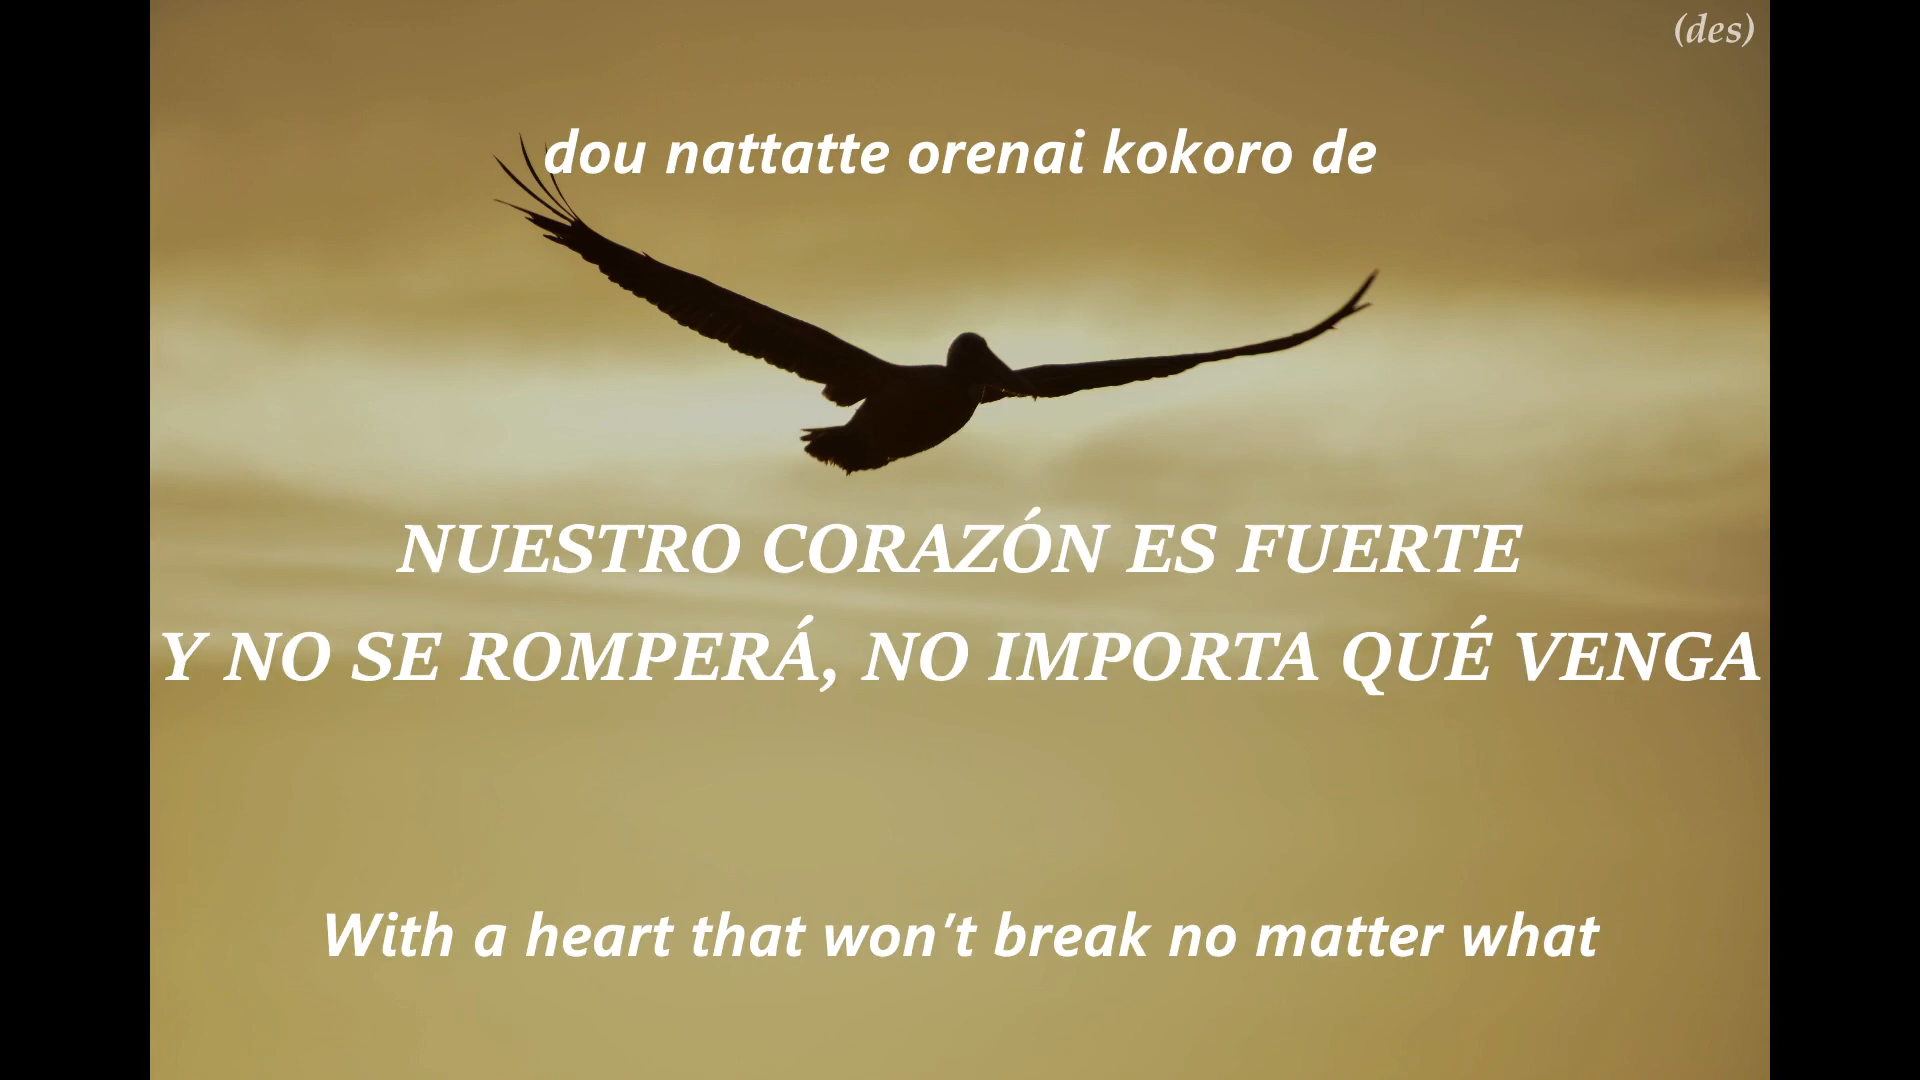 (des)
dou nattatte orenai kokoro de
NUESTRO CORAZÓN ES FUERTE
Y NO SE ROMPERÁ, NO IMPORTA QUÉ VENGA
With a heart that won't break no matter what